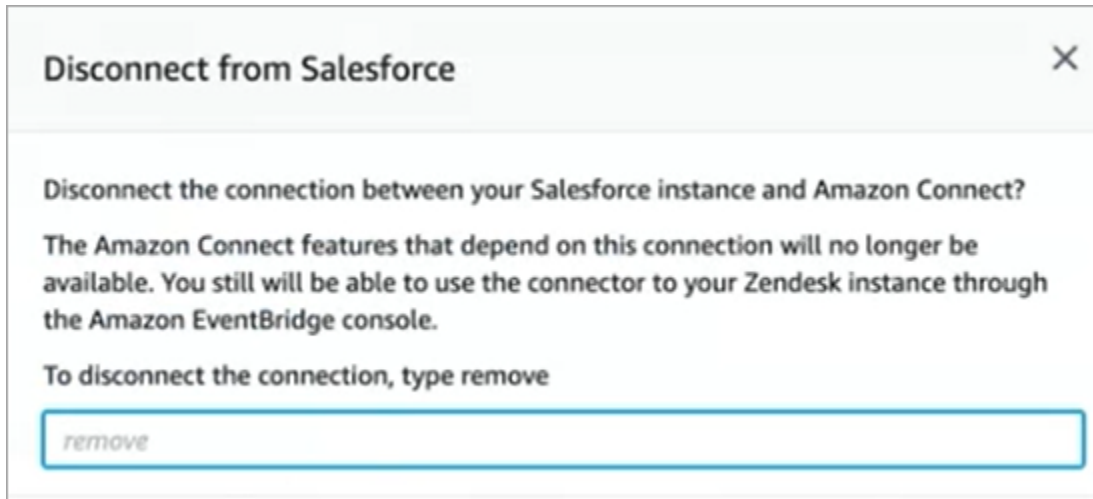 Disconnect from Salesforce
Disconnect the connection between your Salesforce instance and Amazon Connect?
The Amazon Connect features that depend on this connection will no longer be
available. You still will be able to use the connector to your Zendesk instance through
the Amazon EventBridge console.
To disconnect the connection, type remove
remove